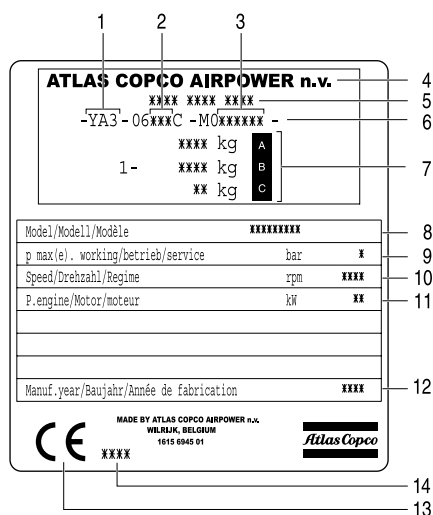 1 2 3
ATLAS COPCO AIRPOWER n.v. 4
**** **** **** 5
-YA3-06***C -M0****** - 6
**** kg A
1- **** kg B 7
** kg C
Model/Modell/Modèle ********* 8
p max(e). working/betrieb/service bar * 9
Speed/Drehzahl/Regime rpm **** 10
P.engine/Motor/moteur kW ** 11
Manuf.year/Baujahr/Année de fabrication **** 12
MADE BY ATLAS COPCO AIRPOWER n.v.
WILRIJK, BELGIUM
1615 6945 01
CE **** Atlas Copco
14
13